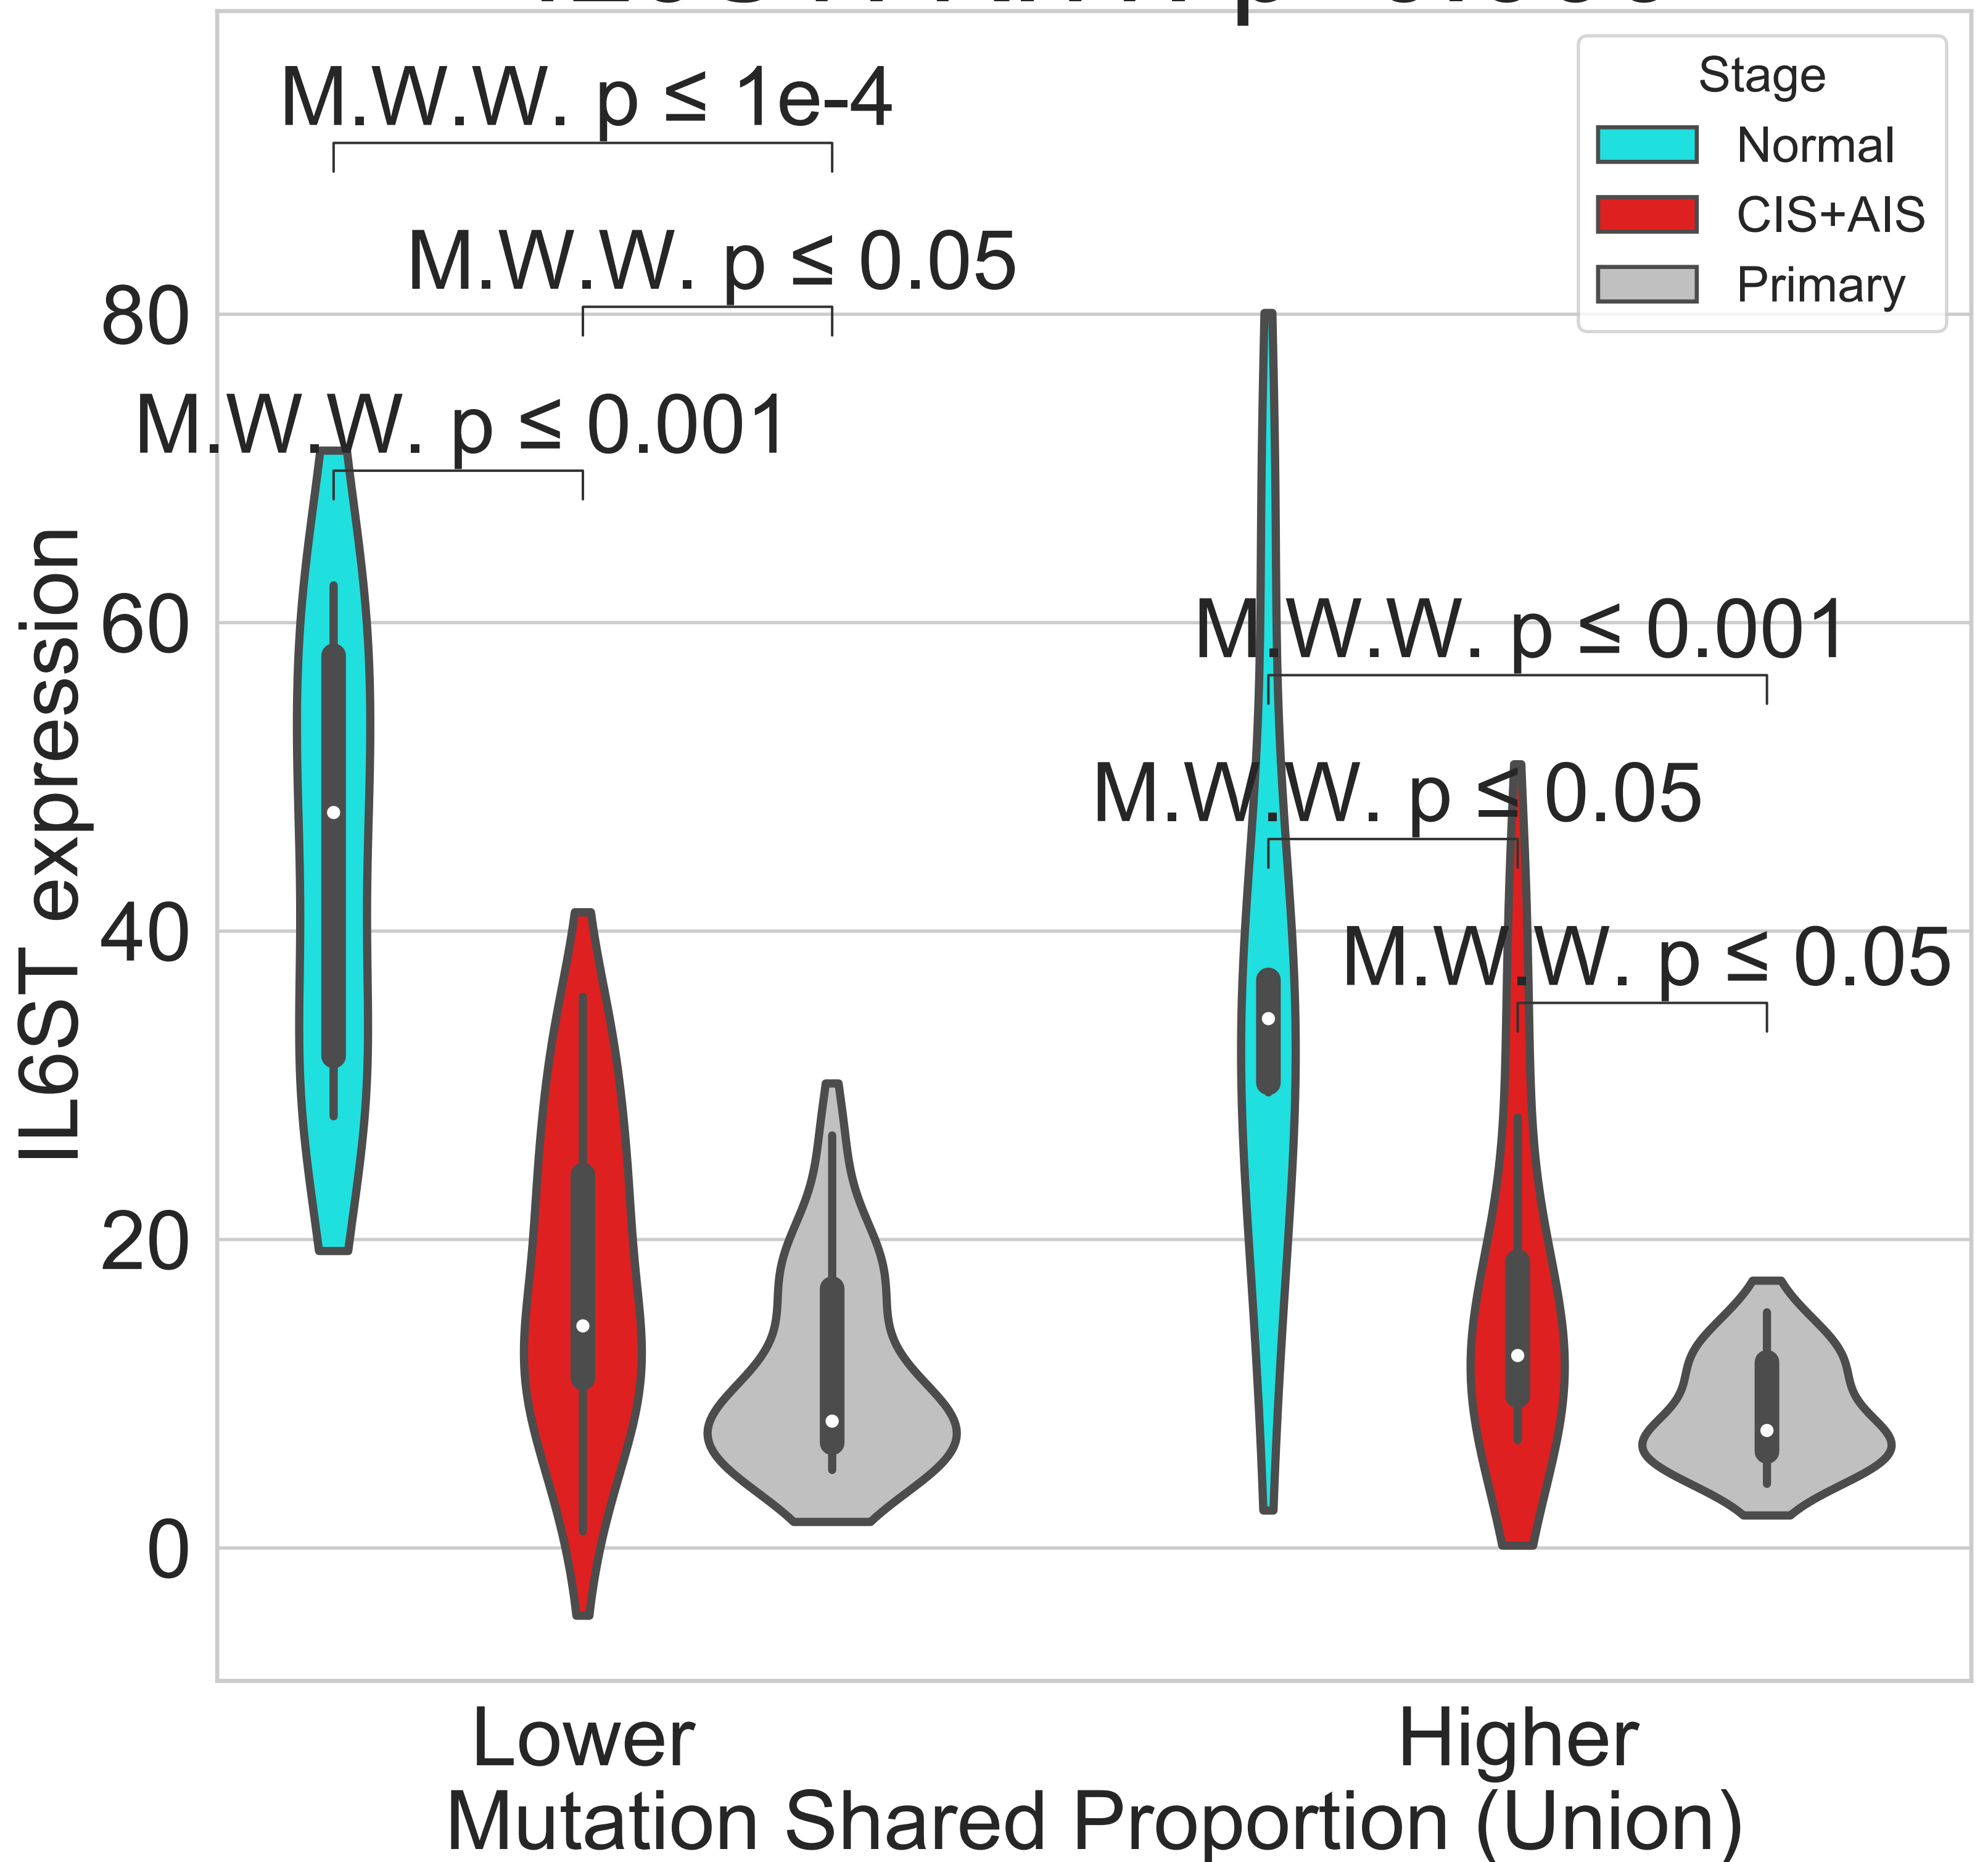 M.W.W. p ≤ 1e-4
M.W.W. p ≤ 0.05
M.W.W. p ≤ 0.001
M.W.W. p ≤ 0.001
M.W.W. p ≤ 0.05
M.W.W. p ≤ 0.05
Stage
Normal
CIS+AIS
Primary
IL6ST expression
80
60
40
20
0
Lower
Higher
Mutation Shared Proportion (Union)